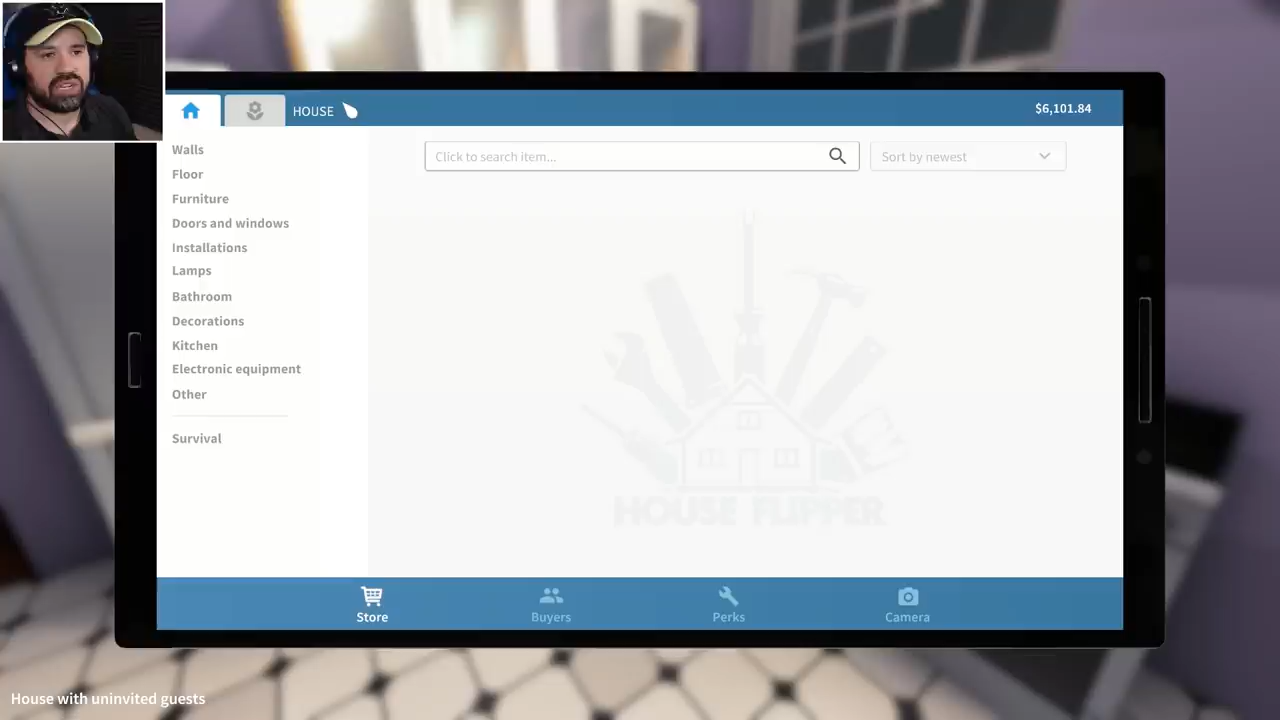 HOUSE
$6,101.84
Walls
Floor
Furniture
Doors and windows
Installations
Lamps
Bathroom
Decorations
Kitchen
Electronic equipment
Other
Survival
Click to search item...
Sort by newest
HOUSE FLIPPER
Store
Buyers
Perks
Camera
House with uninvited guests